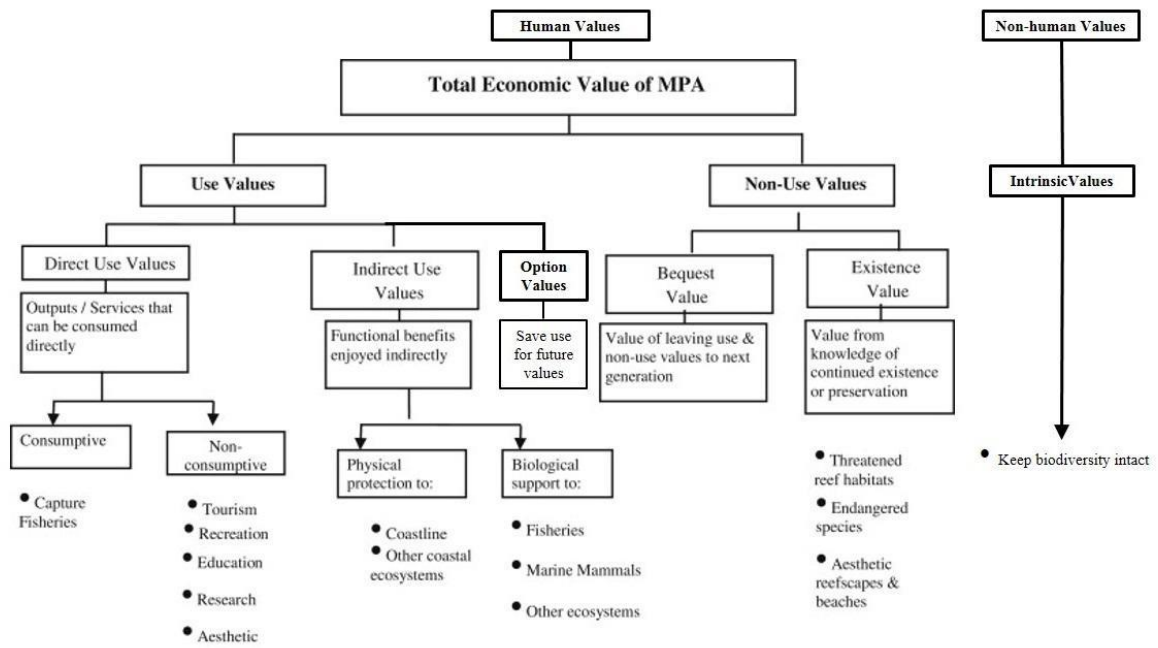 Human Values
Non-human Values
Total Economic Value of MPA
Use Values
Non-Use Values
IntrinsicValues
Direct Use Values
Outputs / Services that
can be consumed
directly
Indirect Use
Values
Functional benefits
enjoyed indirectly
Option
Values
Save use
for future
values
Bequest
Value
Value of leaving use &
non-use values to next
generation
Existence
Value
Value from
knowledge of
continued existence
or preservation
Consumptive
• Capture
Fisheries
Non-
consumptive
• Tourism
• Recreation
• Education
• Research
• Aesthetic
Physical
protection to:
• Coastline
• Other coastal
ecosystems
Biological
support to:
• Fisheries
• Marine Mammals
• Other ecosystems
• Threatened
reef habitats
• Endangered
species
• Aesthetic
reefscapes &
beaches
• Keep biodiversity intact